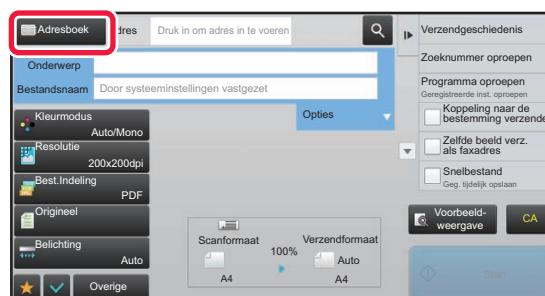 Adresboek
dres
Druk in om adres in te voeren
Onderwerp
Bestandsnaam
Door systeeminstellingen vastgezet
Opties
Kleurmodus
Auto/Mono
Resolutie
200x200dpi
Best.Indeling
PDF
Origineel
Belichting
Auto
Overige
Scanformaat
A4
100%
Verzendformaat
Auto
A4
Verzendgeschiedenis
Zoeknummer oproepen
Programma oproepen
Geregistreerde inst. oproepen
Koppeling naar de
bestemming verzende
Zelfde beeld verz.
als faxadres
Snelbestand
Geg. tijdelijk opslaan
Voorbeeld-
weergave
CA
Start